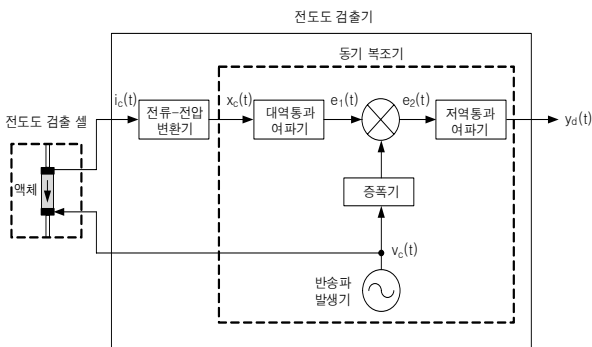 전도도 검출기
동기 복조기
i_c(t)
x_c(t)
e_1(t)
e_2(t)
전도도 검출 셀
전류-전압
변환기
대역통과
여파기
저역통과
여파기
y_d(t)
액체
증폭기
v_c(t)
반송파
발생기